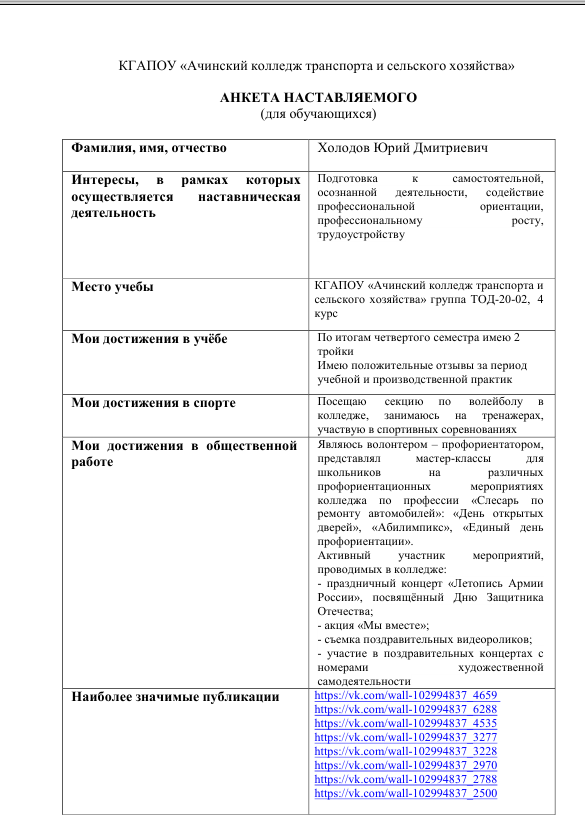 КГАПОУ «Ачинский колледж транспорта и сельского хозяйства»
АНКЕТА НАСТАВЛЯЕМОГО
(для обучающихся)
Фамилия, имя, отчество
Холодов Юрий Дмитриевич
Интересы, в рамках которых
осуществляется наставническая
деятельность
Подготовка к самостоятельной,
осознанной деятельности, содействие
профессиональной ориентации,
профессиональному росту,
трудоустройству
Место учебы
КГАПОУ «Ачинский колледж транспорта и
сельского хозяйства» группа ТОД-20-02, 4
курс
Мои достижения в учёбе
По итогам четвертого семестра имею 2
тройки
Имею положительные отзывы за период
учебной и производственной практик
Мои достижения в спорте
Посещаю секцию по волейболу в
колледже, занимаюсь на тренажерах,
участвую в спортивных соревнованиях
Мои достижения в общественной
работе
Являюсь волонтером – профориентатором,
представлял мастер-классы для
школьников на различных
профориентационных мероприятиях
колледжа по профессии «Слесарь по
ремонту автомобилей»: «День открытых
дверей», «Абилимпикс», «Единый день
профориентации».
Активный участник мероприятий,
проводимых в колледже:
- праздничный концерт «Летопись Армии
России», посвящённый Дню Защитника
Отечества;
- акция «Мы вместе»;
- съемка поздравительных видеороликов;
- участие в поздравительных концертах с
номерами художественной
самодеятельности
Наиболее значимые публикации
https://vk.com/wall-102994837_4659
https://vk.com/wall-102994837_6288
https://vk.com/wall-102994837_4535
https://vk.com/wall-102994837_3277
https://vk.com/wall-102994837_3228
https://vk.com/wall-102994837_2970
https://vk.com/wall-102994837_2788
https://vk.com/wall-102994837_2500